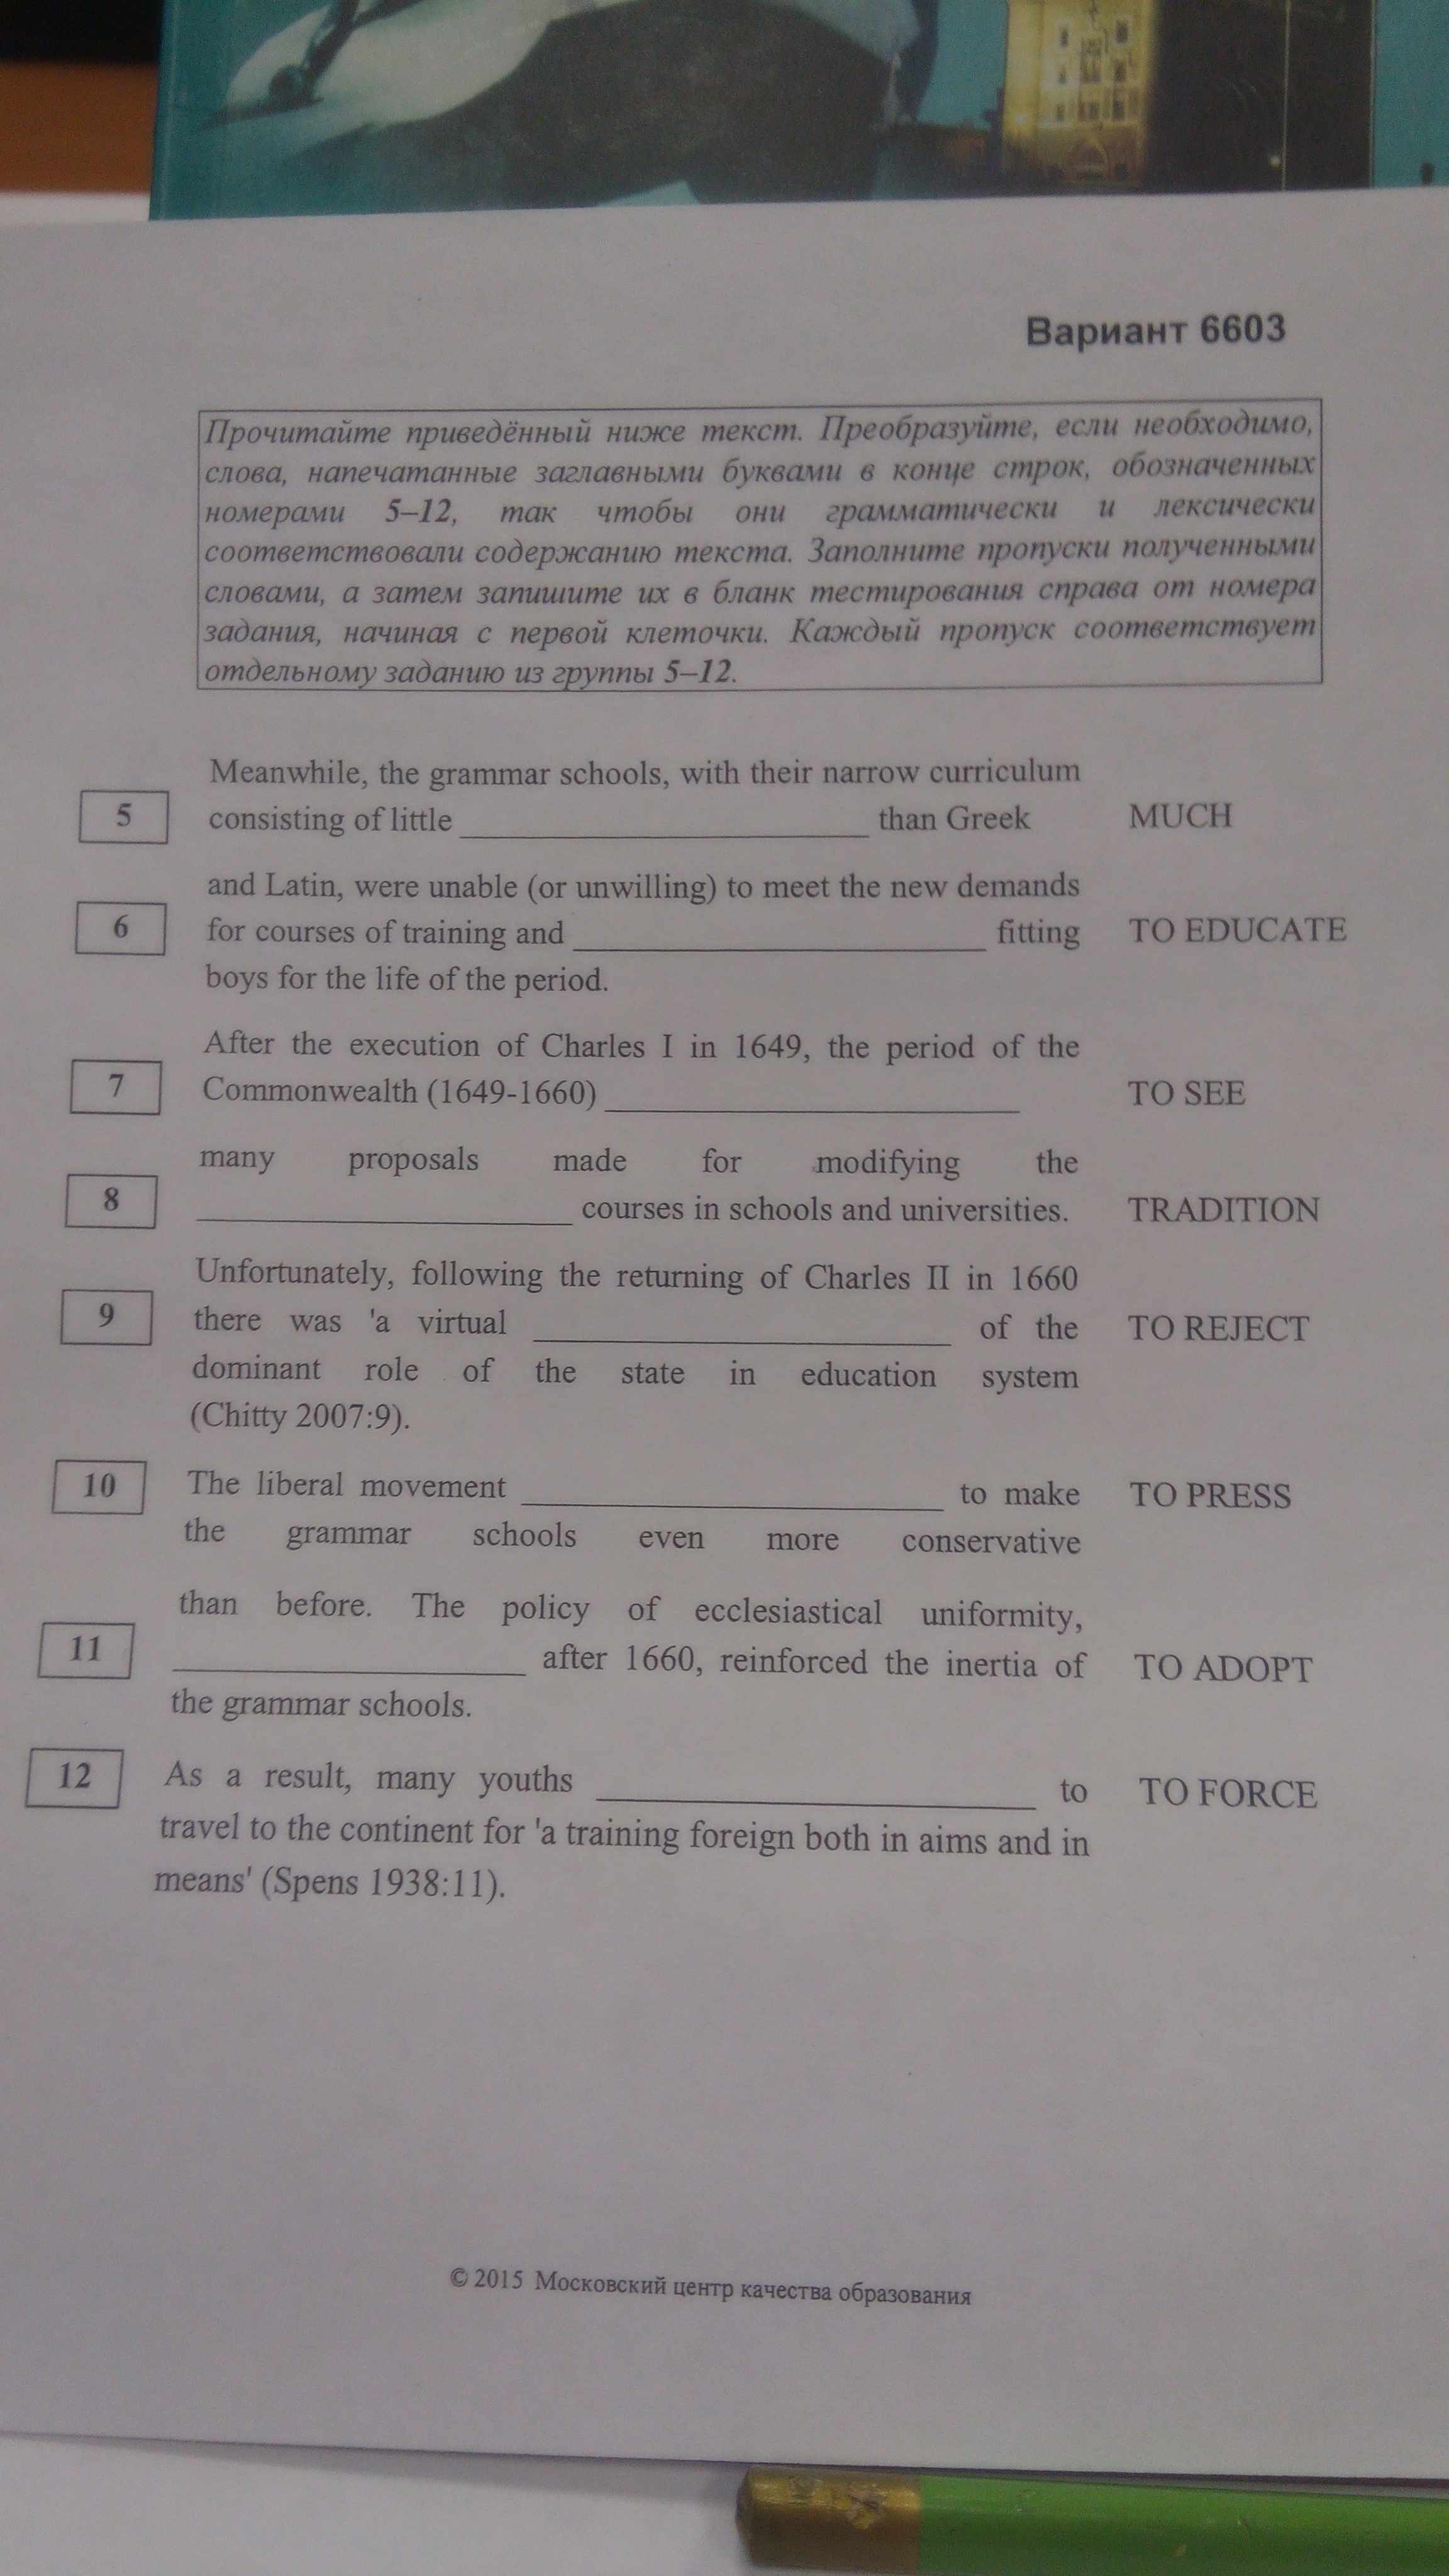 Вариант 6603
Прочитайте приведённый ниже текст. Преобразуйте, если необходимо,
слова, напечатанные заглавными буквами в конце строк, обозначенных
номерами 5–12, так чтобы они грамматически и лексически
соответствовали содержанию текста. Заполните пропуски полученными
словами, а затем запишите их в бланк тестирования справа от номера
задания, начиная с первой клеточки. Каждый пропуск соответствует
отдельному заданию из группы 5–12.
Meanwhile, the grammar schools, with their narrow curriculum
5 consisting of little ____ than Greek MUCH
and Latin, were unable (or unwilling) to meet the new demands
6 for courses of training and ____ fitting TO EDUCATE
boys for the life of the period.
After the execution of Charles I in 1649, the period of the
7 Commonwealth (1649-1660) ____ TO SEE
many proposals made for modifying the
8 ____ courses in schools and universities. TRADITION
Unfortunately, following the returning of Charles II in 1660
9 there was 'a virtual ____ of the TO REJECT
dominant role of the state in education system
(Chitty 2007:9).
10 The liberal movement ____ to make TO PRESS
the grammar schools even more conservative
than before. The policy of ecclesiastical uniformity,
11 ____ after 1660, reinforced the inertia of TO ADOPT
the grammar schools.
12 As a result, many youths ____ to TO FORCE
travel to the continent for 'a training foreign both in aims and in
means' (Spens 1938:11).
© 2015 Московский центр качества образования